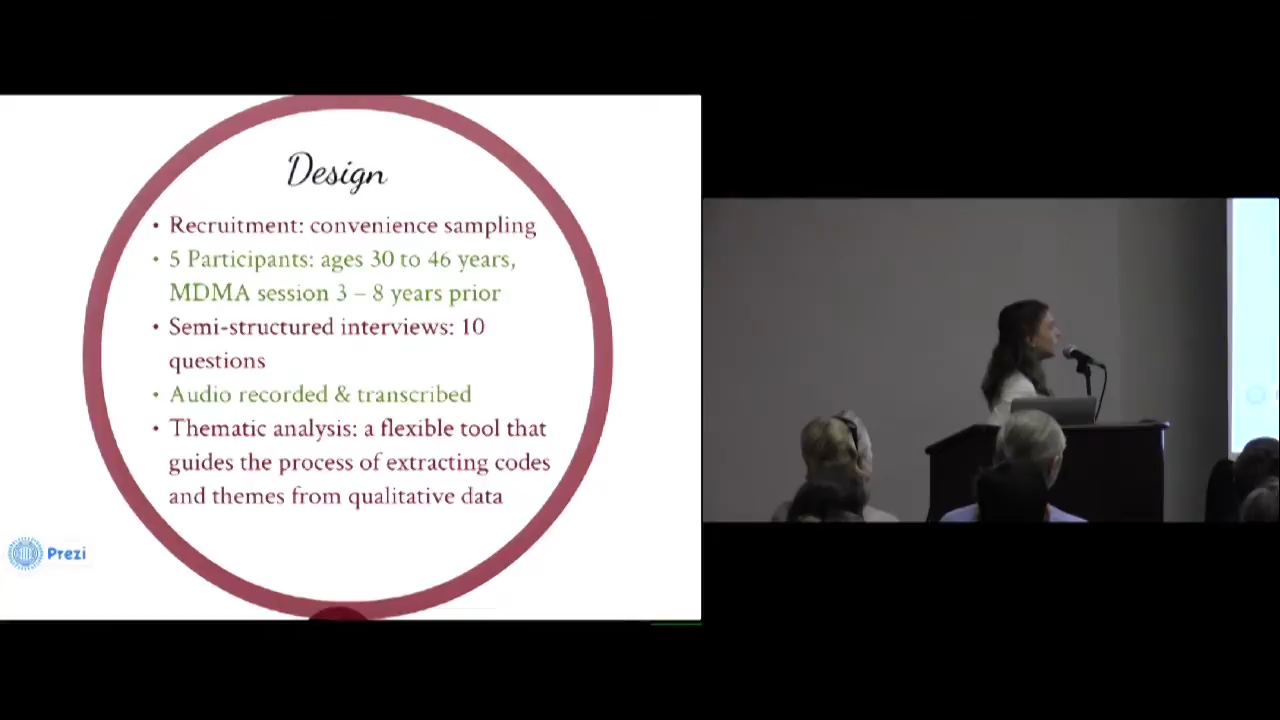 Design
• Recruitment: convenience sampling
• 5 Participants: ages 30 to 46 years,
MDMA session 3 – 8 years prior
• Semi-structured interviews: 10
questions
• Audio recorded & transcribed
• Thematic analysis: a flexible tool that
guides the process of extracting codes
and themes from qualitative data
Prezi